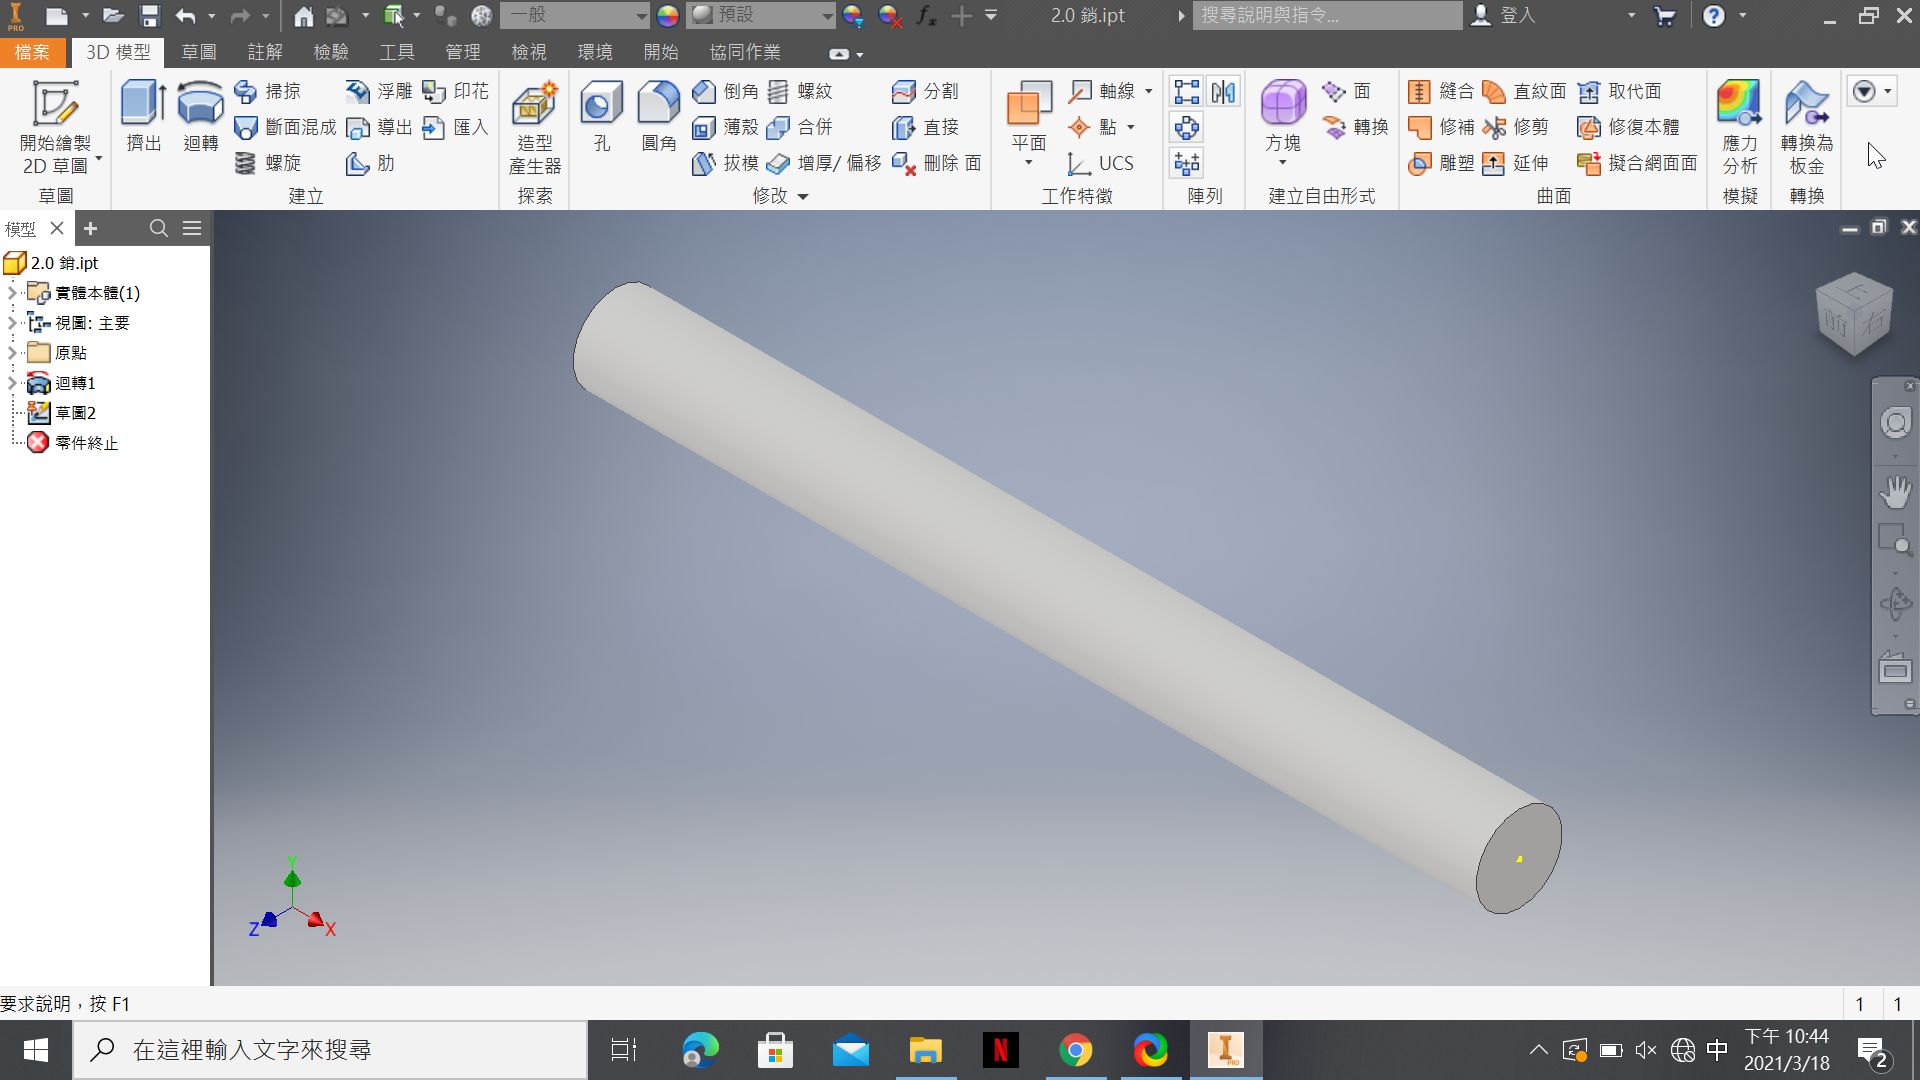 PRO
一般
預設
fx
2.0 銷.ipt
搜尋說明與指令...
登入
檔案
3D 模型
草圖
註解
檢驗
工具
管理
檢視
環境
開始
協同作業
開始繪製
2D 草圖
草圖
擠出
迴轉
掃掠
斷面混成
螺旋
浮雕
導出
肋
印花
匯入
建立
造型
產生器
探索
孔
圓角
倒角
薄殼
拔模
螺紋
合併
增厚/ 偏移
分割
直接
刪除 面
修改
平面
軸線
點
UCS
工作特徵
陣列
方塊
面
轉換
建立自由形式
縫合
修補
雕塑
直紋面
修剪
延伸
取代面
修復本體
擬合網面面
曲面
應力
分析
模擬
轉換為
板金
轉換
模型
2.0 銷.ipt
實體本體(1)
視圖: 主要
原點
迴轉1
草圖2
零件終止
上
前
右
Y
Z
X
要求說明，按 F1
1
1
在這裡輸入文字來搜尋
N
I
PRO
中
下午 10:44
2021/3/18
2